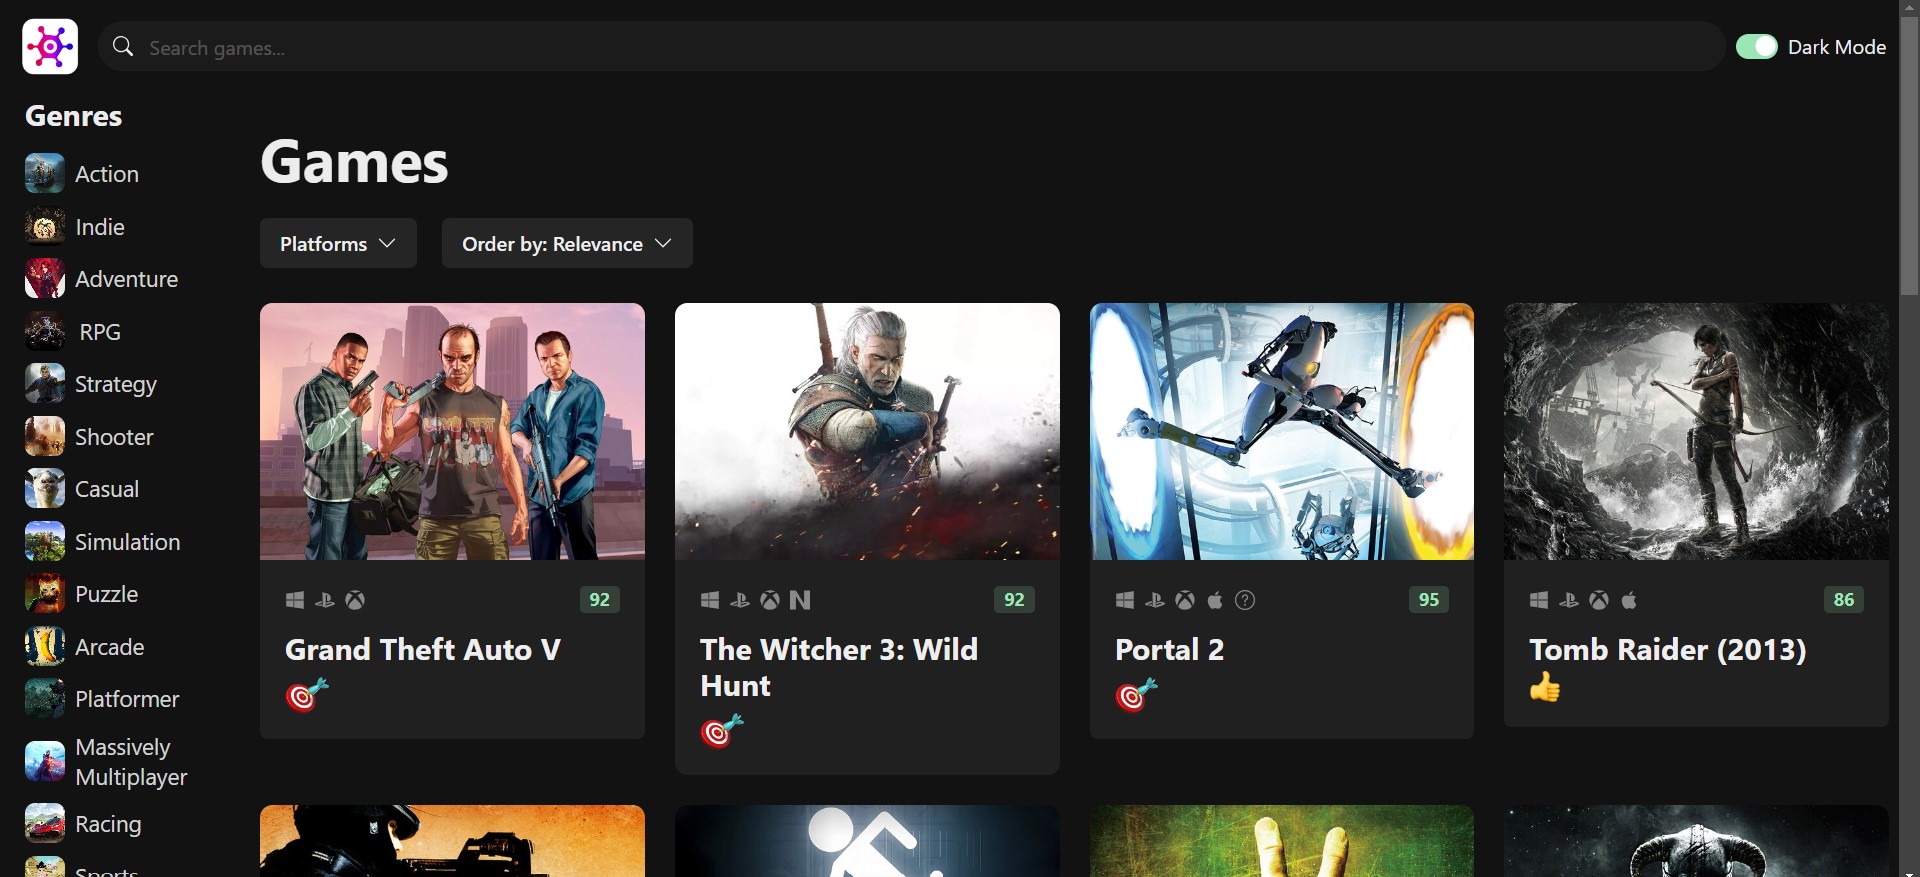 Search games...
Dark Mode
Genres
Action
Indie
Adventure
RPG
Strategy
Shooter
Casual
Simulation
Puzzle
Arcade
Platformer
Massively
Multiplayer
Racing
Sports
Games
Platforms
Order by: Relevance
92
Grand Theft Auto V
92
The Witcher 3: Wild
Hunt
95
Portal 2
86
Tomb Raider (2013)